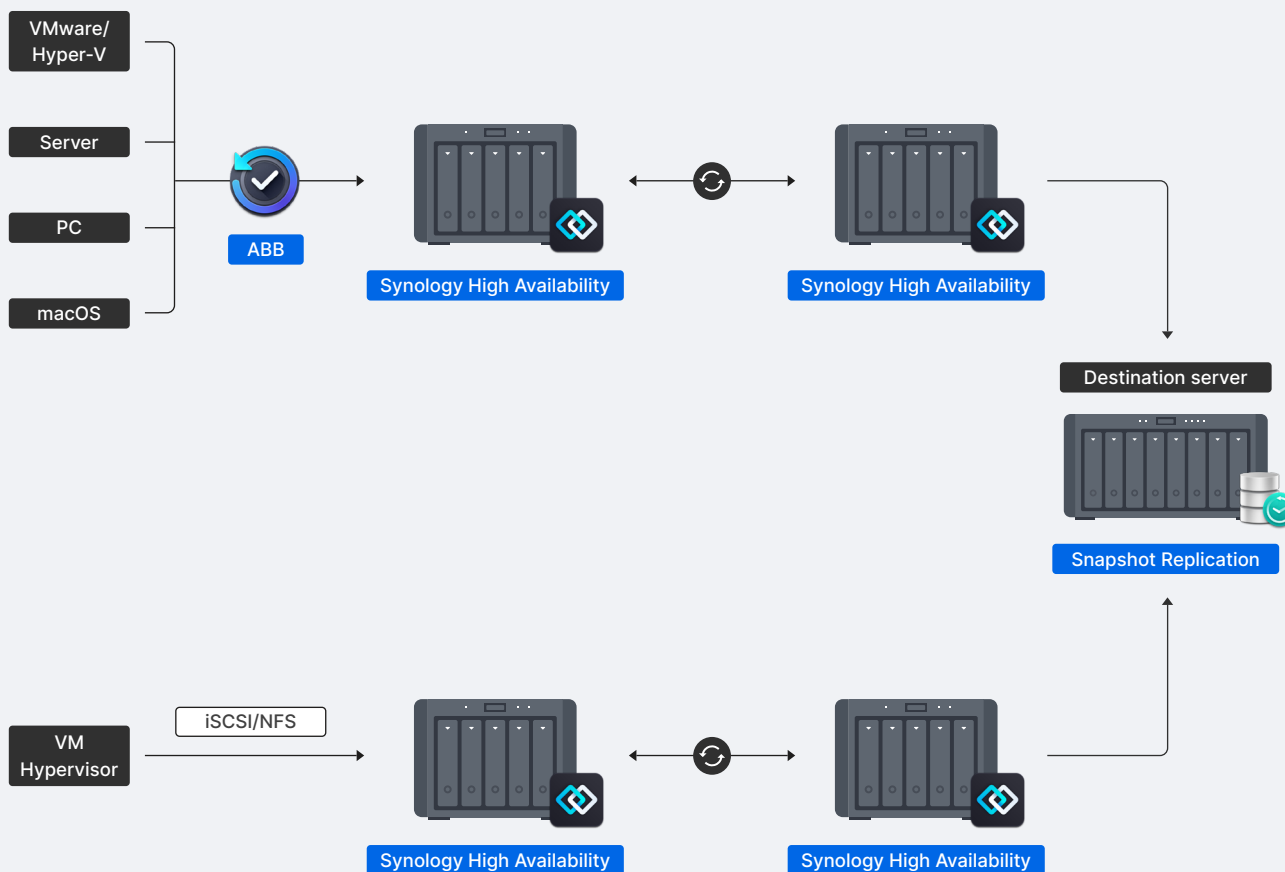 VMware/
Hyper-V
Server
PC
macOS
ABB
Synology High Availability
Synology High Availability
Destination server
Snapshot Replication
VM
Hypervisor
iSCSI/NFS
Synology High Availability
Synology High Availability